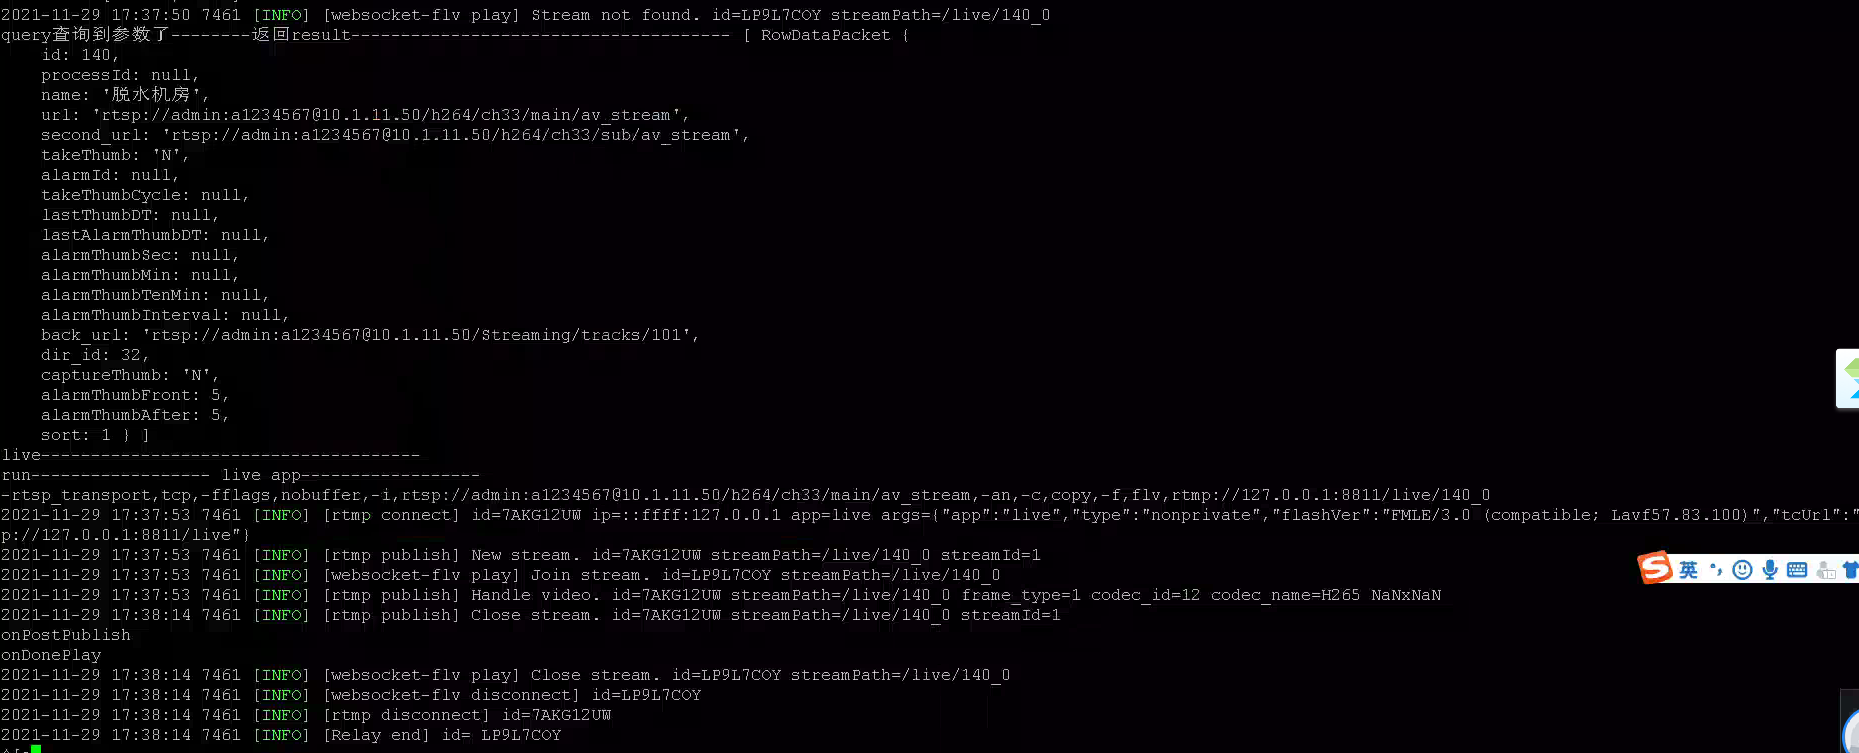 2021-11-29 17:37:50 7461 [INFO] [websocket-flv play] Stream not found. id=LP9L7COY streamPath=/live/140_0
query查询到参数了--------返回result-------------------------------------- [ RowDataPacket {
    id: 140,
    processId: null,
    name: '脱水机房',
    url: 'rtsp://admin:a1234567@10.1.11.50/h264/ch33/main/av_stream',
    second_url: 'rtsp://admin:a1234567@10.1.11.50/h264/ch33/sub/av_stream',
    takeThumb: 'N',
    alarmId: null,
    takeThumbCycle: null,
    lastThumbDT: null,
    lastAlarmThumbDT: null,
    alarmThumbSec: null,
    alarmThumbMin: null,
    alarmThumbTenMin: null,
    alarmThumbInterval: null,
    back_url: 'rtsp://admin:a1234567@10.1.11.50/Streaming/tracks/101',
    dir_id: 32,
    captureThumb: 'N',
    alarmThumbFront: 5,
    alarmThumbAfter: 5,
    sort: 1 } ]
live--------------------------------------
run------------------ live app------------------
-rtsp_transport,tcp,-fflags,nobuffer,-i,rtsp://admin:a1234567@10.1.11.50/h264/ch33/main/av_stream,-an,-c,copy,-f,flv,rtmp://127.0.0.1:8811/live/140_0
2021-11-29 17:37:53 7461 [INFO] [rtmp connect] id=7AKG12UW ip=::ffff:127.0.0.1 app=live args={"app":"live","type":"nonprivate","flashVer":"FMLE/3.0 (compatible; Lavf57.83.100)","tcUrl":"
p://127.0.0.1:8811/live"}
2021-11-29 17:37:53 7461 [INFO] [rtmp publish] New stream. id=7AKG12UW streamPath=/live/140_0 streamId=1
2021-11-29 17:37:53 7461 [INFO] [websocket-flv play] Join stream. id=LP9L7COY streamPath=/live/140_0
2021-11-29 17:37:53 7461 [INFO] [rtmp publish] Handle video. id=7AKG12UW streamPath=/live/140_0 frame_type=1 codec_id=12 codec_name=H265 NaNxNaN
2021-11-29 17:38:14 7461 [INFO] [rtmp publish] Close stream. id=7AKG12UW streamPath=/live/140_0 streamId=1
onPostPublish
onDonePlay
2021-11-29 17:38:14 7461 [INFO] [websocket-flv play] Close stream. id=LP9L7COY streamPath=/live/140_0
2021-11-29 17:38:14 7461 [INFO] [websocket-flv disconnect] id=LP9L7COY
2021-11-29 17:38:14 7461 [INFO] [rtmp disconnect] id=7AKG12UW
2021-11-29 17:38:14 7461 [INFO] [Relay end] id= LP9L7COY
S 英